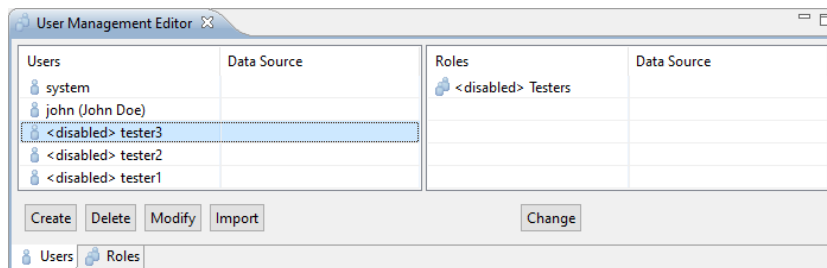 User Management Editor
Users Data Source Roles Data Source
system <disabled> Testers
john (John Doe)
<disabled> tester3
<disabled> tester2
<disabled> tester1
Create Delete Modify Import Change
Users Roles